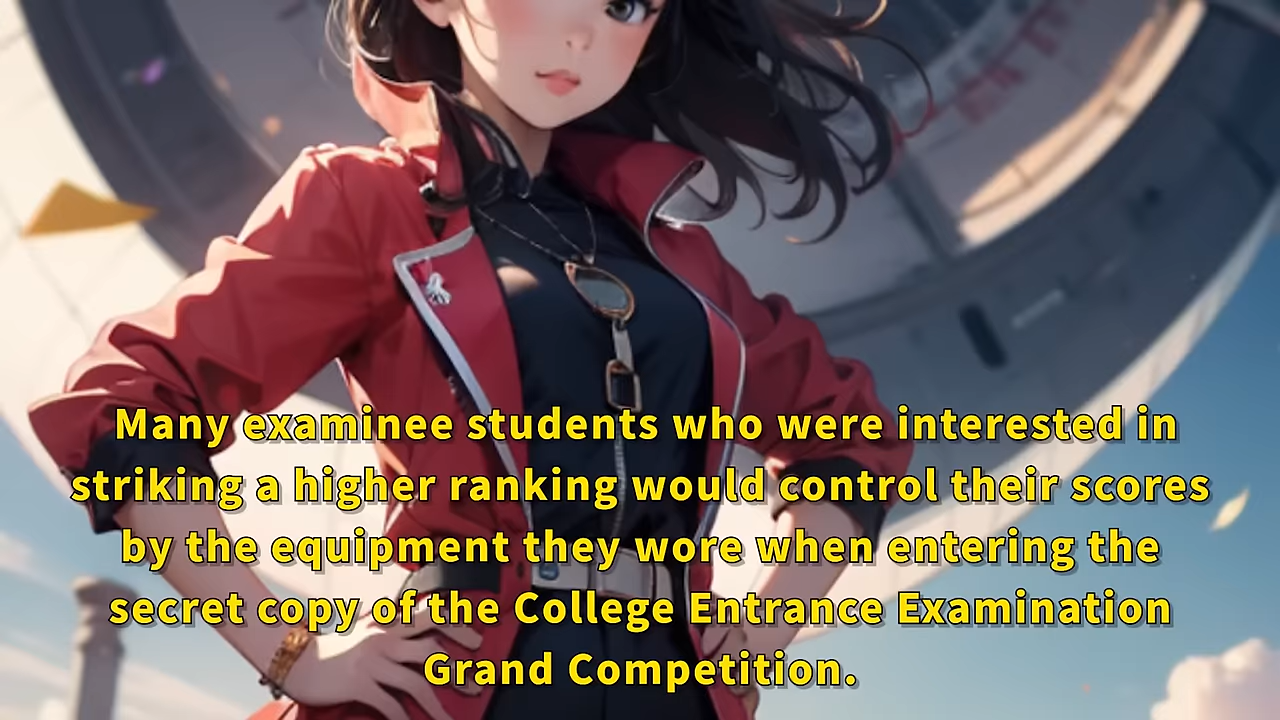 Many examinee students who were interested in
striking a higher ranking would control their scores
by the equipment they wore when entering the
secret copy of the College Entrance Examination
Grand Competition.